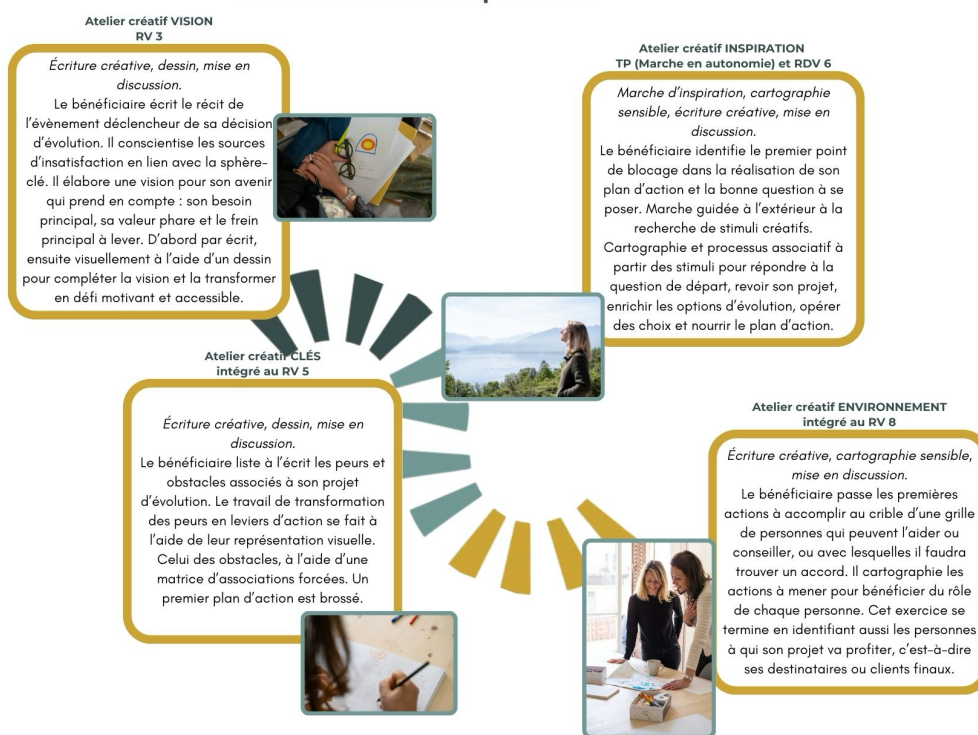 Atelier créatif VISION
RV 3
Écriture créative, dessin, mise en
discussion.
Le bénéficiaire écrit le récit de
l'évènement déclencheur de sa décision
d'évolution. Il conscientise les sources
d'insatisfaction en lien avec la sphère-
clé. Il élabore une vision pour son avenir
qui prend en compte : son besoin
principal, sa valeur phare et le frein
principal à lever. D'abord par écrit,
ensuite visuellement à l'aide d'un dessin
pour compléter la vision et la transformer
en défi motivant et accessible.
Atelier créatif INSPIRATION
TP (Marche en autonomie) et RDV 6
Marche d'inspiration, cartographie
sensible, écriture créative, mise en
discussion.
Le bénéficiaire identifie le premier point
de blocage dans la réalisation de son
plan d'action et la bonne question à se
poser. Marche guidée à l'extérieur à la
recherche de stimuli créatifs.
Cartographie et processus associatif à
partir des stimuli pour répondre à la
question de départ, revoir son projet,
enrichir les options d'évolution, opérer
des choix et nourrir le plan d'action.
Atelier créatif CLÉS
intégré au RV 5
Écriture créative, dessin, mise en
discussion.
Le bénéficiaire liste à l'écrit les peurs et
obstacles associés à son projet
d'évolution. Le travail de transformation
des peurs en leviers d'action se fait à
l'aide de leur représentation visuelle.
Celui des obstacles, à l'aide d'une
matrice d'associations forcées. Un
premier plan d'action est brossé.
Atelier créatif ENVIRONNEMENT
intégré au RV 8
Écriture créative, cartographie sensible,
mise en discussion.
Le bénéficiaire passe les premières
actions à accomplir au crible d'une grille
de personnes qui peuvent l'aider ou
conseiller, ou avec lesquelles il faudra
trouver un accord. Il cartographie les
actions à mener pour bénéficier du rôle
de chaque personne. Cet exercice se
termine en identifiant aussi les personnes
à qui son projet va profiter, c'est-à-dire
ses destinataires ou clients finaux.